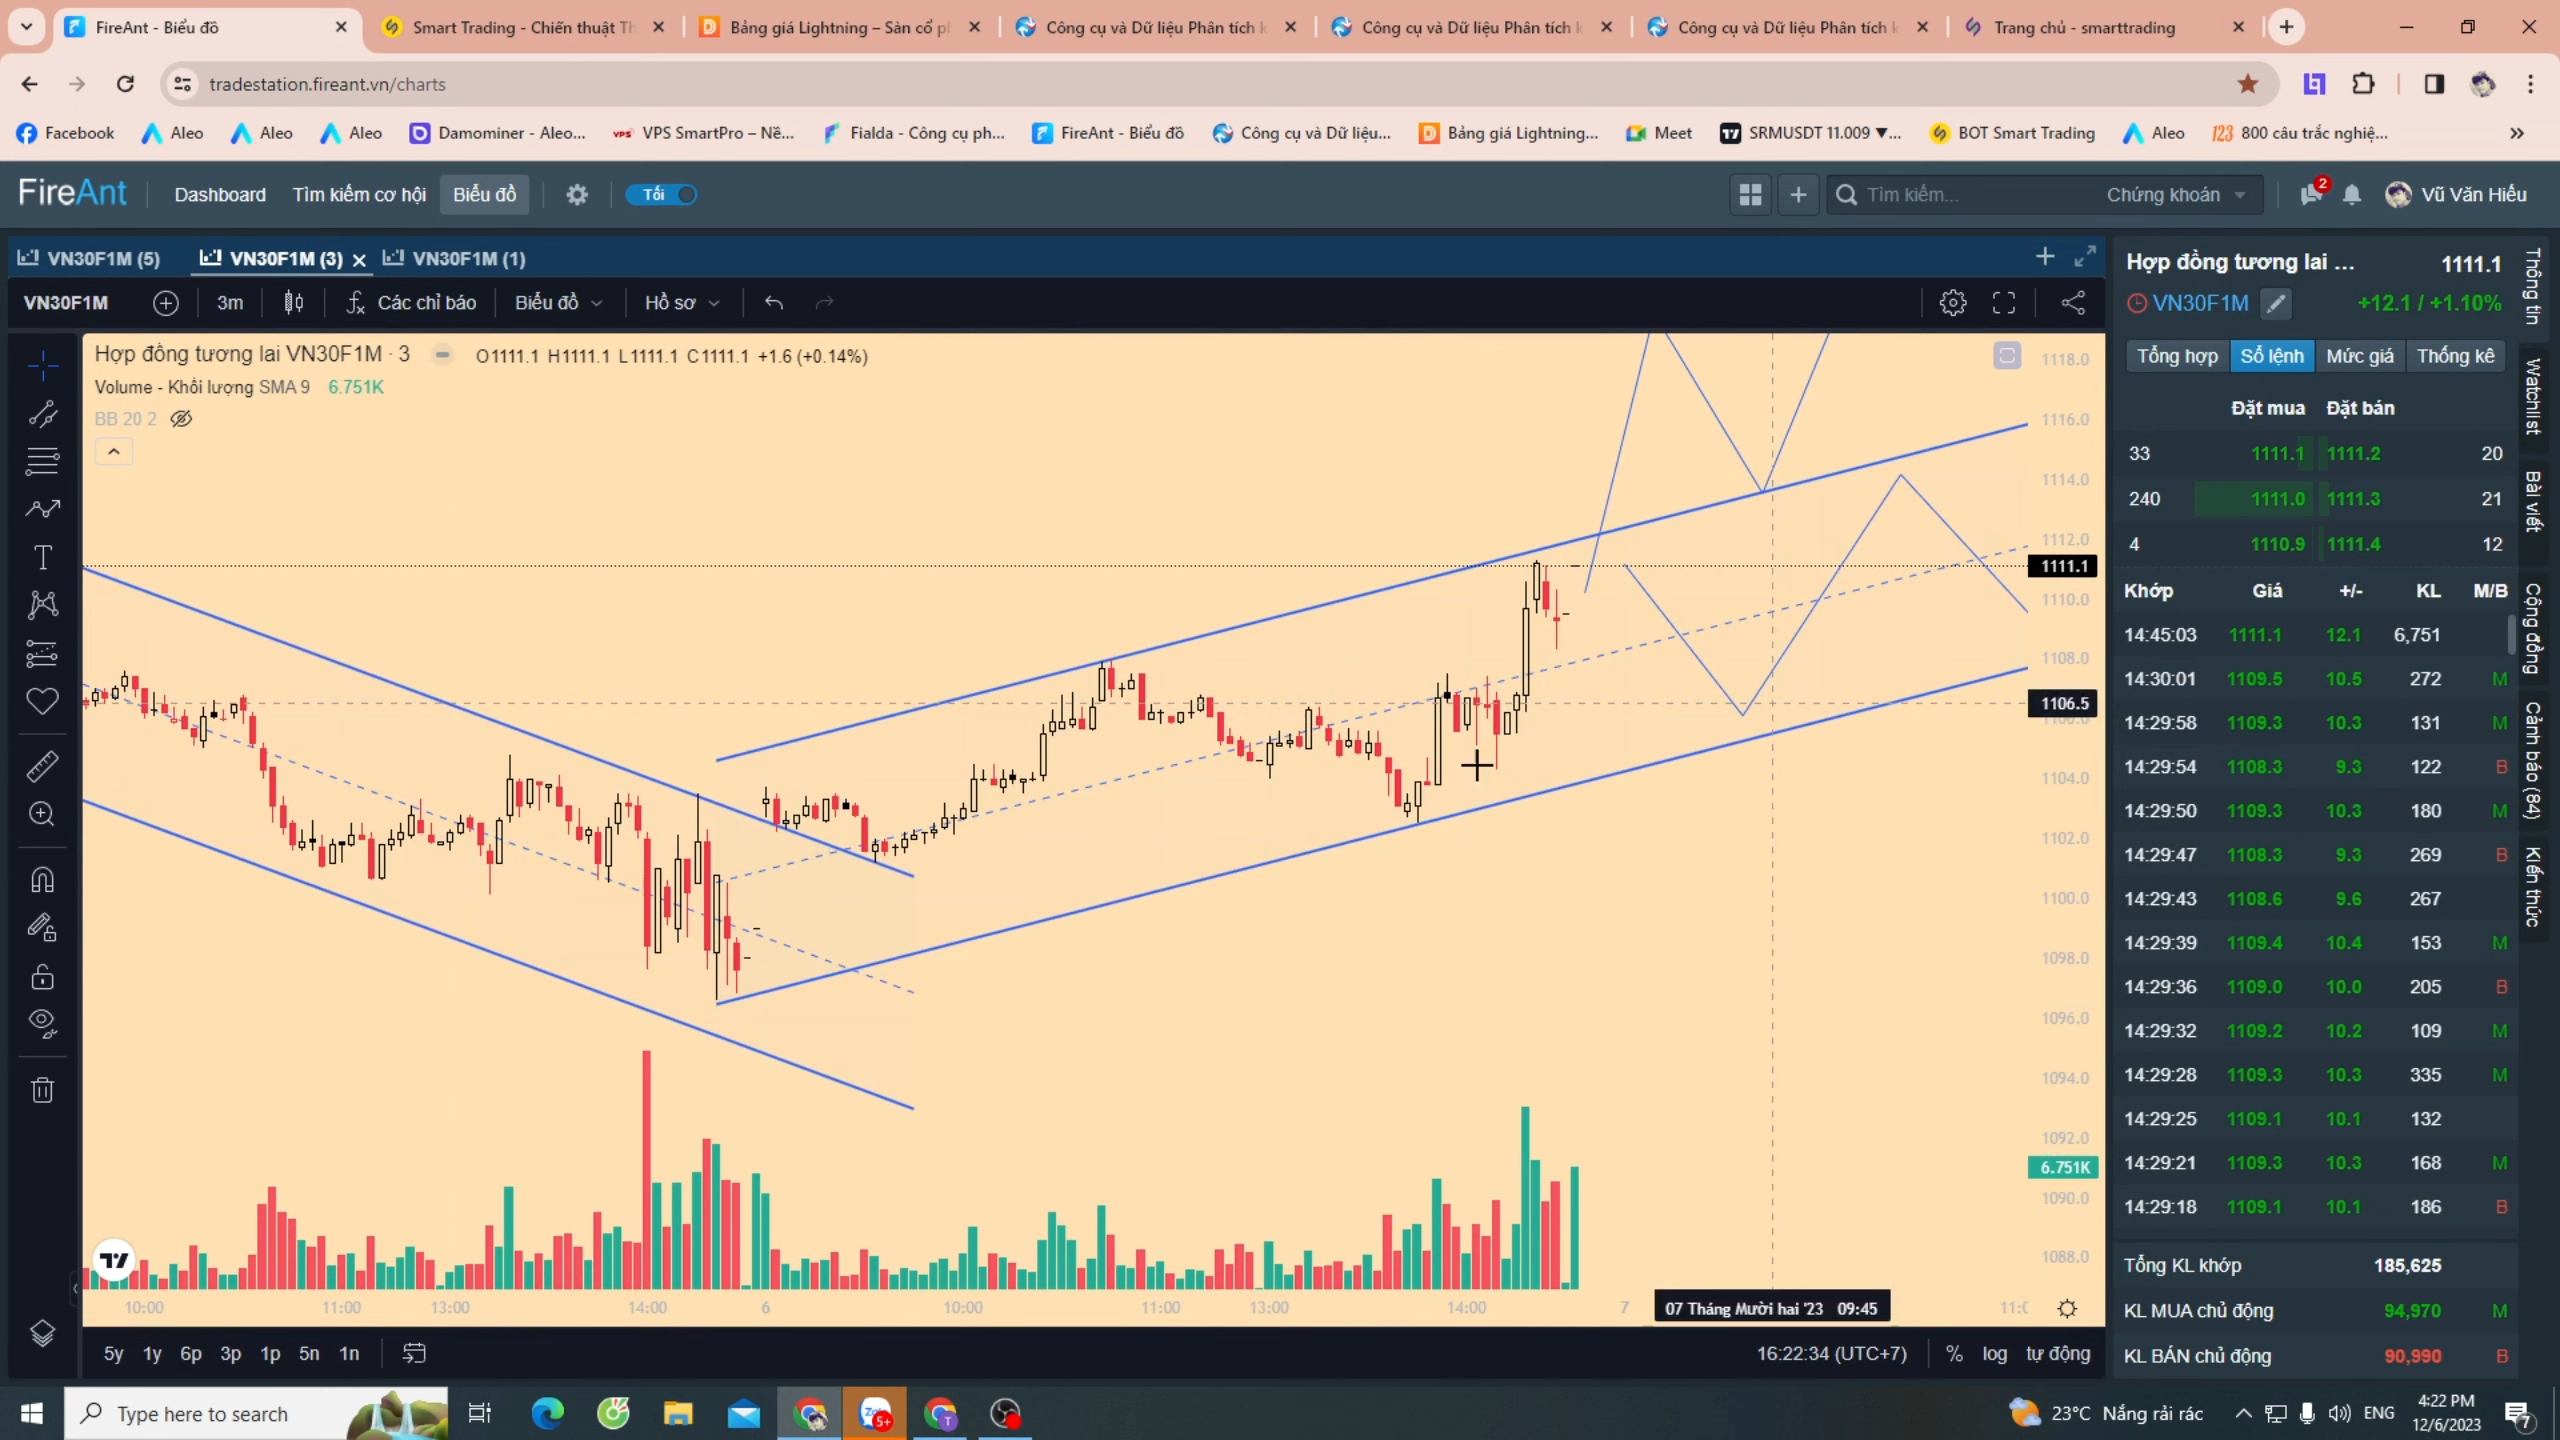 FireAnt - Biểu đồ
Smart Trading - Chiến thuật Th
Bảng giá Lightning – Sàn cổ pl
Công cụ và Dữ liệu Phân tích k
Công cụ và Dữ liệu Phân tích k
Công cụ và Dữ liệu Phân tích k
Trang chủ - smarttrading
tradestation.fireant.vn/charts
Facebook
Aleo
Aleo
Aleo
Damominer - Aleo...
VPS SmartPro – Nề...
Fialda - Công cụ ph...
FireAnt - Biểu đồ
Công cụ và Dữ liệu...
Bảng giá Lightning...
Meet
SRMUSDT 11.009 ▼...
BOT Smart Trading
Aleo
123 800 câu trắc nghiệ...
»
FireAnt
Dashboard
Tìm kiếm cơ hội
Biểu đồ
Tối
Tìm kiếm...
Chứng khoán
2
Vũ Văn Hiếu
VN30F1M (5)
VN30F1M (3)
VN30F1M (1)
VN30F1M
3m
Các chỉ báo
Biểu đồ
Hồ sơ
Hợp đồng tương lai VN30F1M · 3
O1111.1 H1111.1 L1111.1 C1111.1 +1.6 (+0.14%)
Volume - Khối lượng SMA 9 6.751K
BB 20 2
1118.0
1116.0
1114.0
1112.0
1111.1
1110.0
1108.0
1106.5
1104.0
1102.0
1100.0
1098.0
1096.0
1094.0
1092.0
6.751K
1090.0
1088.0
10:00
11:00
13:00
14:00
6
10:00
11:00
13:00
14:00
7
07 Tháng Mười hai '23 09:45
5y
1y
6p
3p
1p
5n
1n
16:22:34 (UTC+7)
%
log
tự động
Hợp đồng tương lai ... 1111.1
VN30F1M +12.1 / +1.10%
Tổng hợp
Sổ lệnh
Mức giá
Thống kê
Đặt mua Đặt bán
33 1111.1 1111.2 20
240 1111.0 1111.3 21
4 1110.9 1111.4 12
Khớp Giá +/- KL M/B
14:45:03 1111.1 12.1 6,751
14:30:01 1109.5 10.5 272 M
14:29:58 1109.3 10.3 131 M
14:29:54 1108.3 9.3 122 B
14:29:50 1109.3 10.3 180 M
14:29:47 1108.3 9.3 269 B
14:29:43 1108.6 9.6 267
14:29:39 1109.4 10.4 153 M
14:29:36 1109.0 10.0 205 B
14:29:32 1109.2 10.2 109 M
14:29:28 1109.3 10.3 335 M
14:29:25 1109.1 10.1 132
14:29:21 1109.3 10.3 168 M
14:29:18 1109.1 10.1 186 B
Tổng KL khớp 185,625
KL MUA chủ động 94,970 M
KL BÁN chủ động 90,990 B
Thông tin
Watchlist
Bài viết
Cộng đồng
Cảnh báo (84)
Kiến thức
Type here to search
Zalo
5+
T
23°C Nắng rải rác
ENG
4:22 PM
12/6/2023
7